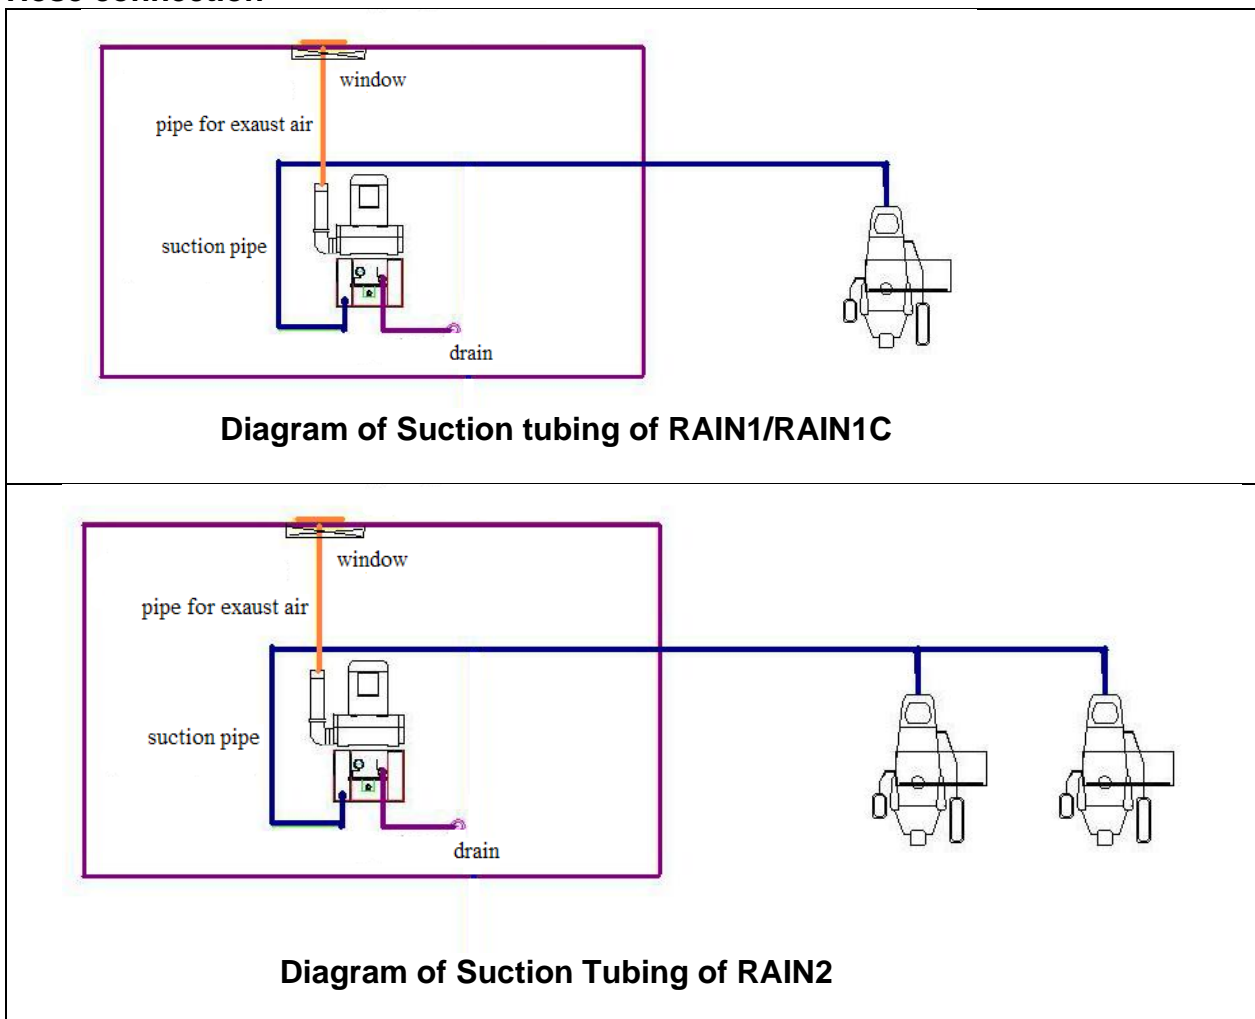 window
pipe for exaust air
suction pipe
drain
Diagram of Suction tubing of RAIN1/RAIN1C
window
pipe for exaust air
suction pipe
drain
Diagram of Suction Tubing of RAIN2